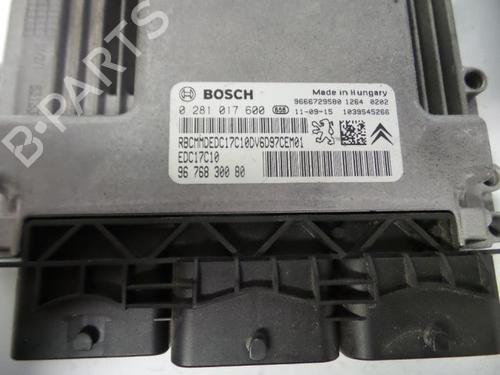 BOSCH
Made in Hungary
0 281 017 600 658
9666729580 1264 0202
11-09-15 1039545266
RBCMMDEDC17C10DV6D97CEM01
EDC17C10
96 768 300 80